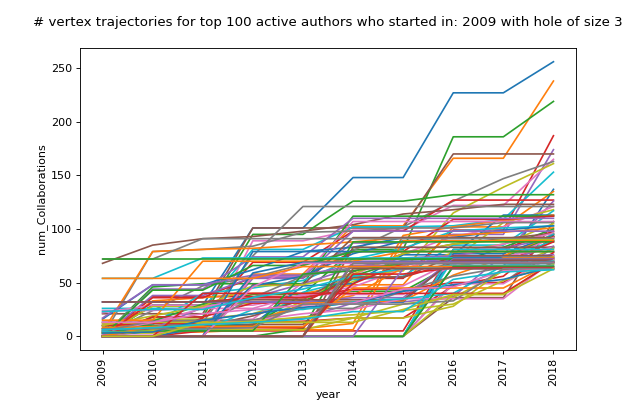 # vertex trajectories for top 100 active authors who started in: 2009 with hole of size 3
250
200
150
100
50
0
num_Collaborations
2009 2010 2011 2012 2013 2014 2015 2016 2017 2018
year